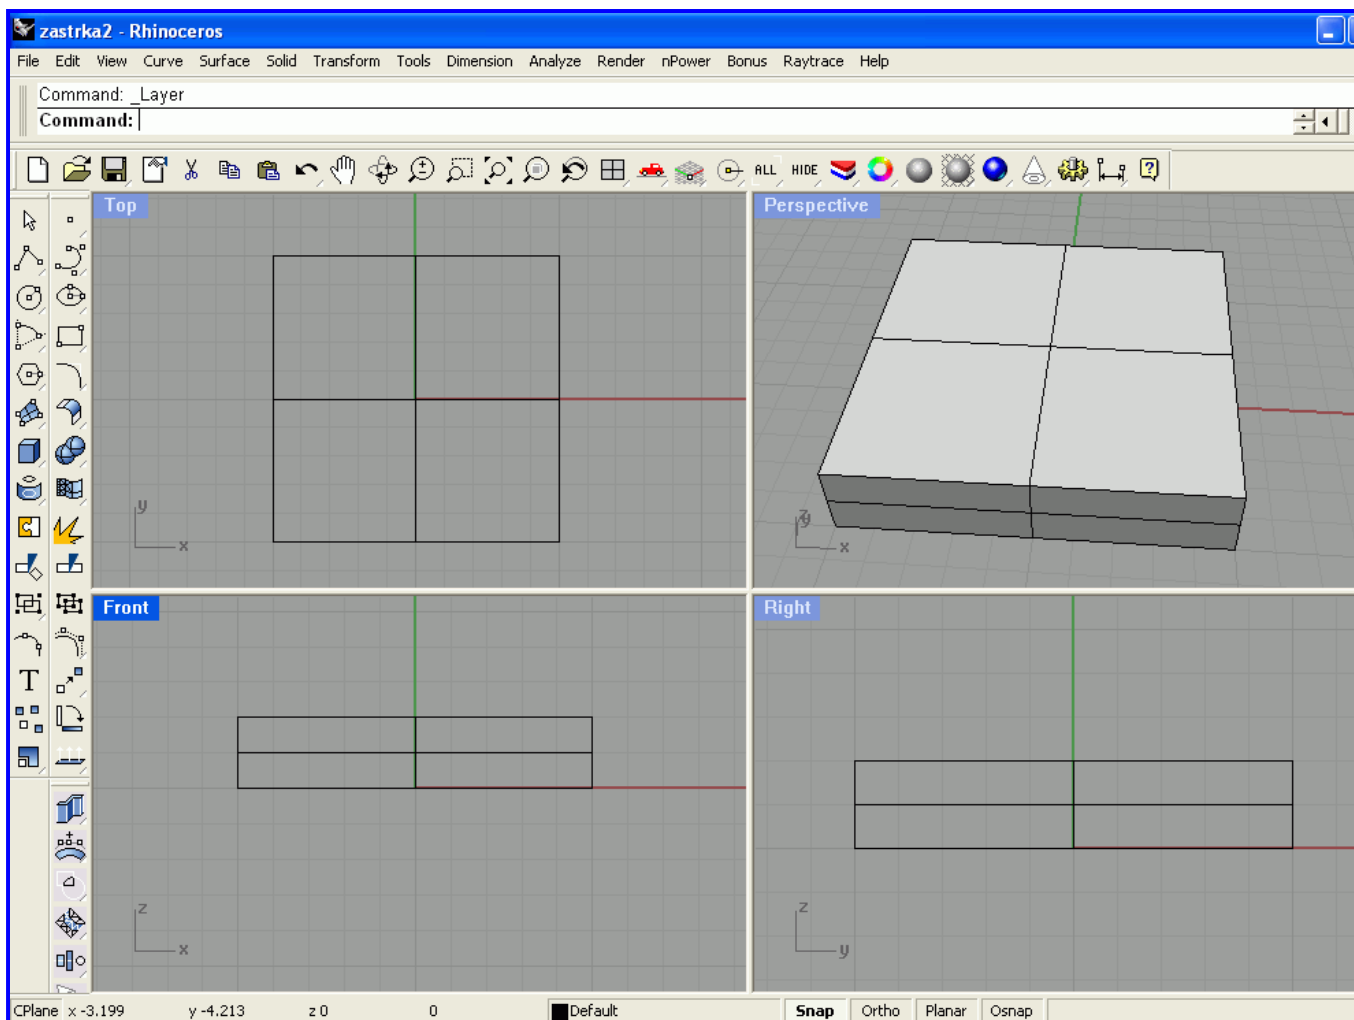 zastrka2 - Rhinoceros
File Edit View Curve Surface Solid Transform Tools Dimension Analyze Render nPower Bonus Raytrace Help
Command: _Layer
Command:
ALL HIDE
Top
Perspective
y
x
z
y
x
T
Front
Right
z
x
z
y
CPlane x -3.199 y -4.213 z 0 0 Default Snap Ortho Planar Osnap